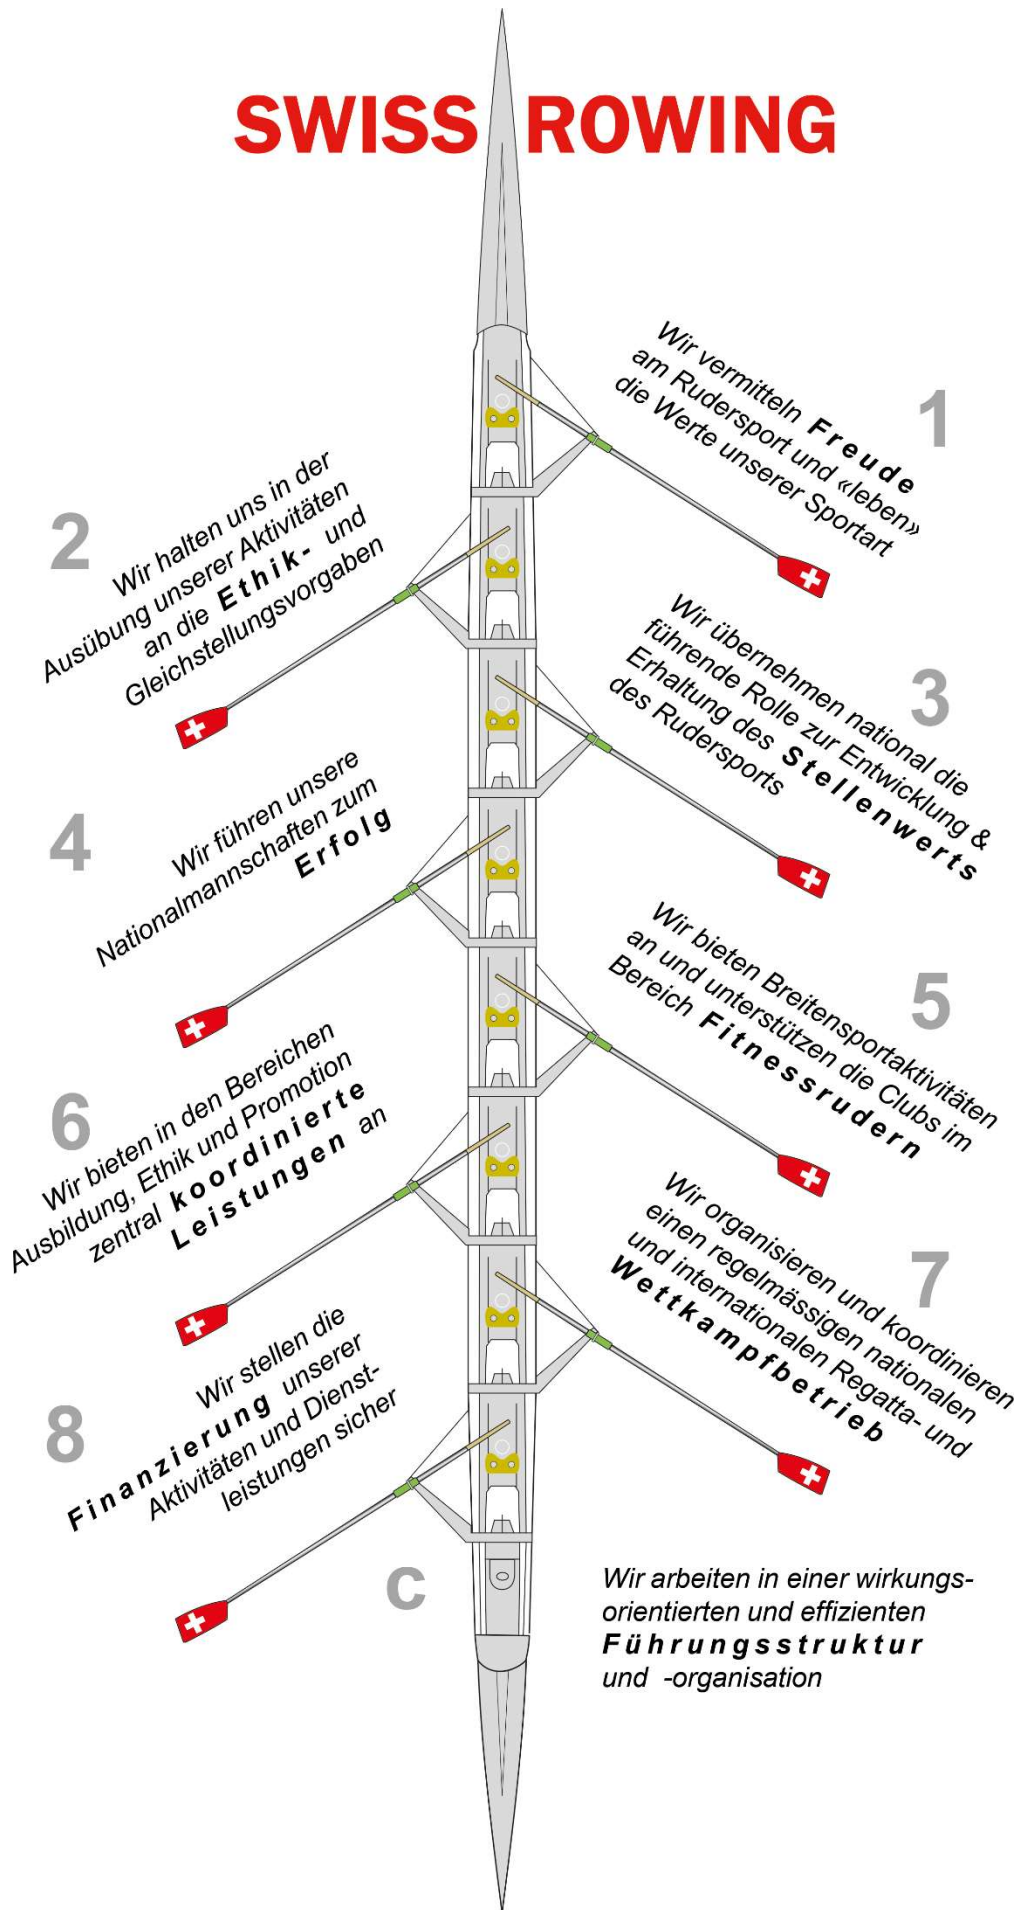 SWISS ROWING
1
Wir vermitteln Freude
am Rudersport und «leben»
die Werte unserer Sportart
2
Wir halten uns in der
Ausübung unserer Aktivitäten
an die Ethik- und
Gleichstellungsvorgaben
3
Wir übernehmen national die
führende Rolle zur Entwicklung &
Erhaltung des Stellenwerts
des Rudersports
4
Wir führen unsere
Nationalmannschaften zum
Erfolg
5
Wir bieten Breitensportaktivitäten
an und unterstützen die Clubs im
Bereich Fitnessrudern
6
Wir bieten in den Bereichen
Ausbildung, Ethik und Promotion
zentral koordinierte
Leistungen an
7
Wir organisieren und koordinieren
einen regelmässigen nationalen
und internationalen Regatta- und
Wettkampfbetrieb
8
Wir stellen die
Finanzierung unserer
Aktivitäten und Dienst-
leistungen sicher
c
Wir arbeiten in einer wirkungs-
orientierten und effizienten
Führungsstruktur
und -organisation